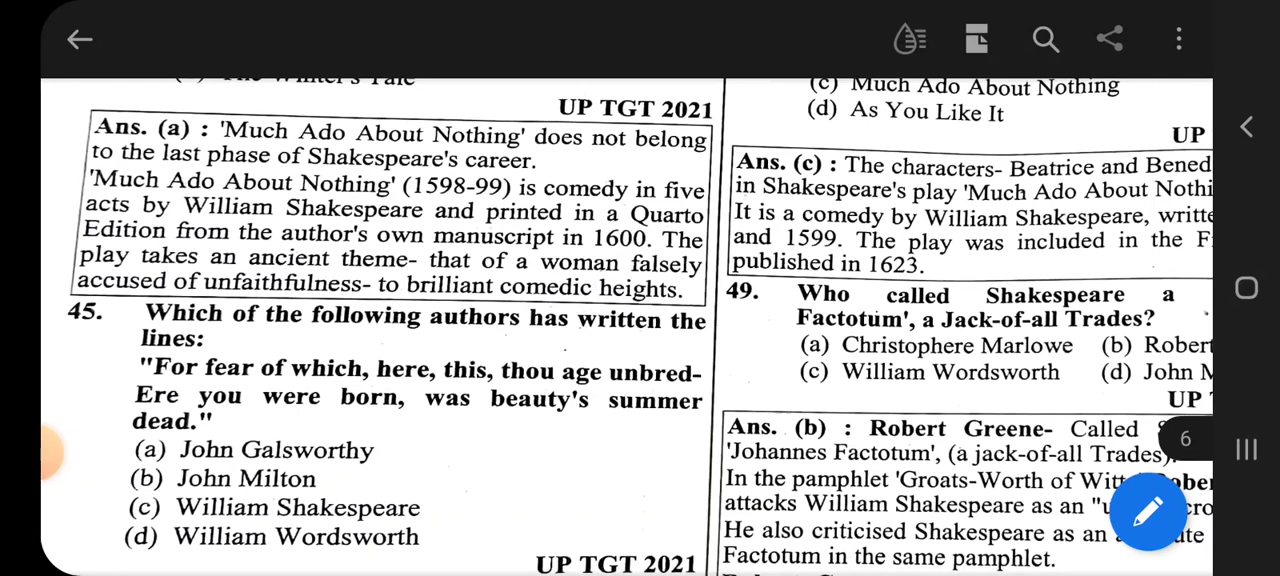 UP TGT 2021
Ans. (a) : 'Much Ado About Nothing' does not belong
to the last phase of Shakespeare's career.
'Much Ado About Nothing' (1598-99) is comedy in five
acts by William Shakespeare and printed in a Quarto
Edition from the author's own manuscript in 1600. The
play takes an ancient theme- that of a woman falsely
accused of unfaithfulness- to brilliant comedic heights.
45. Which of the following authors has written the
lines:
"For fear of which, here, this, thou age unbred-
Ere you were born, was beauty's summer
dead."
(a) John Galsworthy
(b) John Milton
(c) William Shakespeare
(d) William Wordsworth
UP TGT 2021
(c) Much Ado About Nothing
(d) As You Like It
UP
Ans. (c) : The characters- Beatrice and Bened
in Shakespeare's play 'Much Ado About Nothi
It is a comedy by William Shakespeare, writte
and 1599. The play was included in the F
published in 1623.
49. Who called Shakespeare a
Factotum', a Jack-of-all Trades?
(a) Christophere Marlowe (b) Robert
(c) William Wordsworth (d) John M
UP
Ans. (b) : Robert Greene- Called
'Johannes Factotum', (a jack-of-all Trades).
In the pamphlet 'Groats-Worth of Wit
attacks William Shakespeare as an
He also criticised Shakespeare as an
Factotum in the same pamphlet.
6